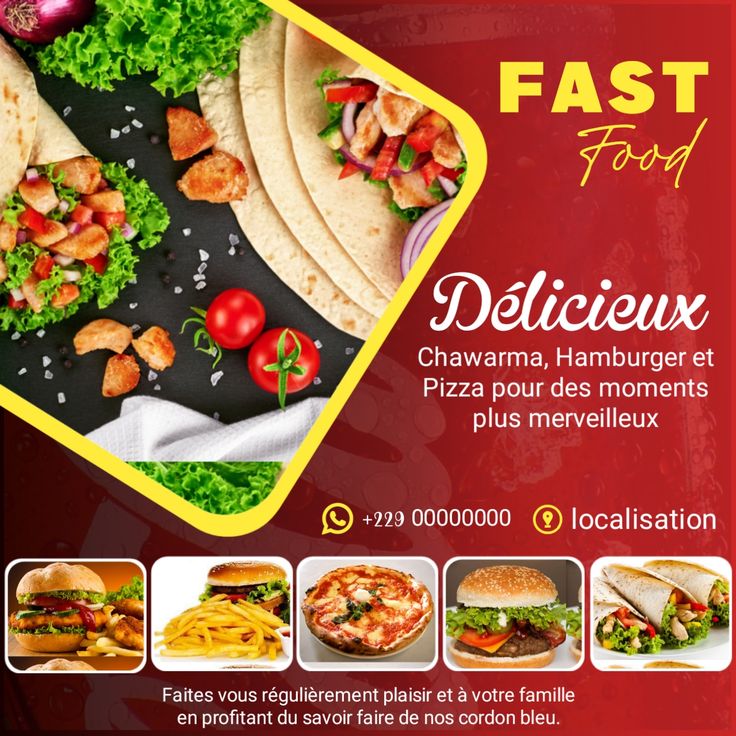 FAST
Food
Délicieux
Chawarma, Hamburger et
Pizza pour des moments
plus merveilleux
+229 00000000
localisation
Faites vous régulièrement plaisir et à votre famille
en profitant du savoir faire de nos cordon bleu.